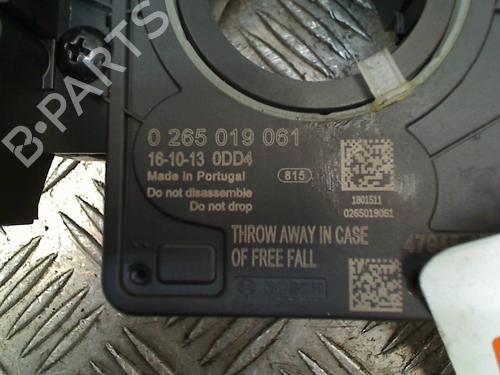 0 265 019 061
16-10-13 0DD4
Made in Portugal
815
Do not disassemble
Do not drop
1801511
0265019061
THROW AWAY IN CASE
OF FREE FALL
BOSCH
B-PARTS